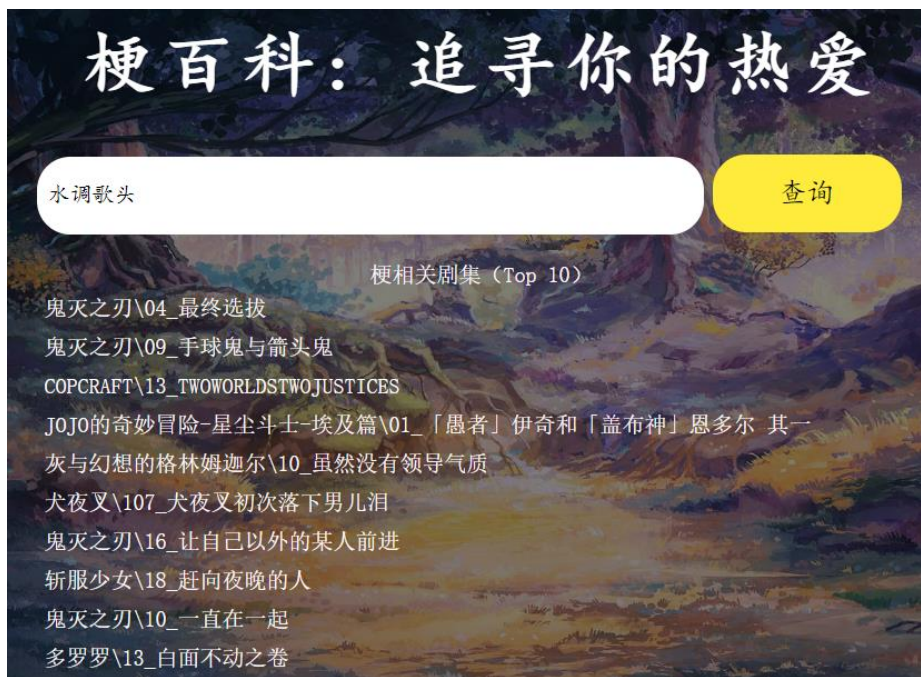 梗百科：追寻你的热爱
水调歌头
查询
梗相关剧集（Top 10）
鬼灭之刃\04_最终选拔
鬼灭之刃\09_手球鬼与箭头鬼
COPCRAFT\13_TWOWORLDSTWOJUSTICES
JOJO的奇妙冒险-星尘斗士-埃及篇\01_「愚者」伊奇和「盖布神」恩多尔 其一
灰与幻想的格林姆迦尔\10_虽然没有领导气质
犬夜叉\107_犬夜叉初次落下男儿泪
鬼灭之刃\16_让自己以外的某人前进
斩服少女\18_赶向夜晚的人
鬼灭之刃\10_一直在一起
多罗罗\13_白面不动之卷